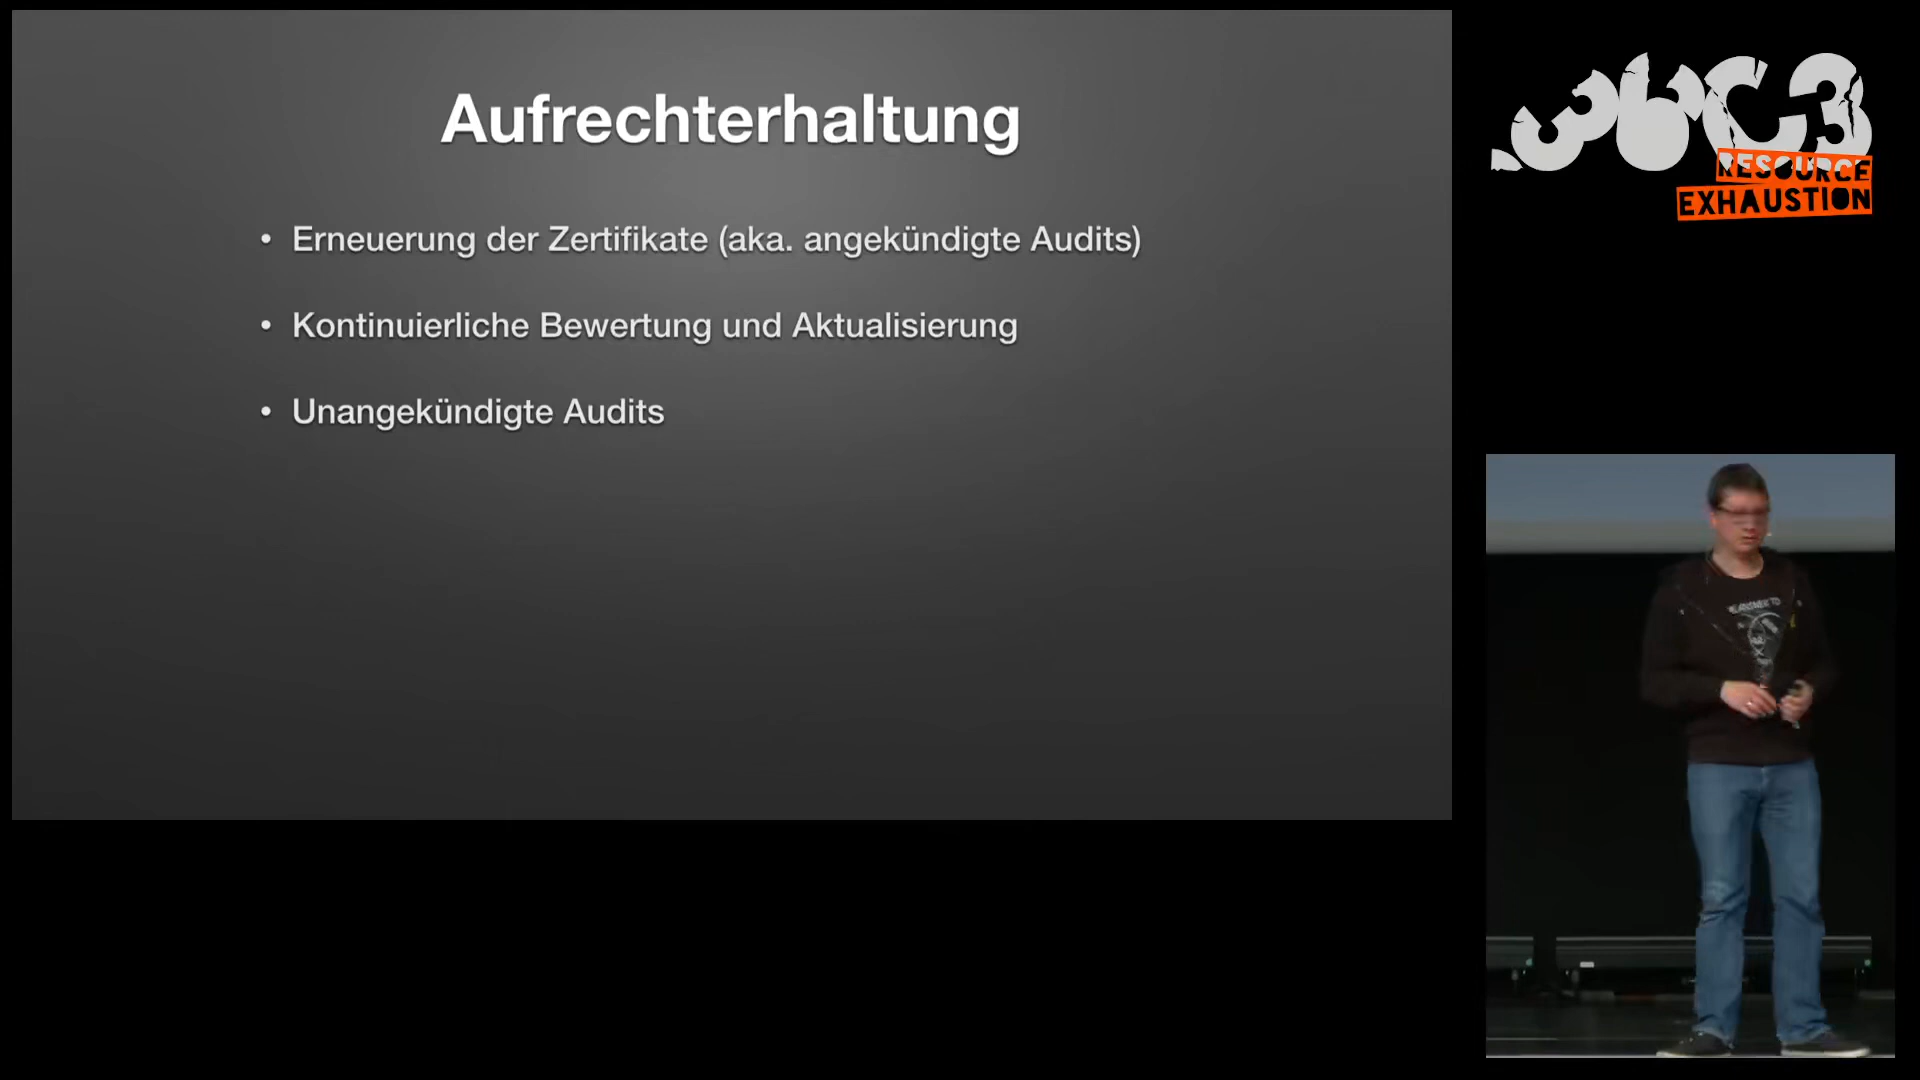 Aufrechterhaltung
• Erneuerung der Zertifikate (aka. angekündigte Audits)
• Kontinuierliche Bewertung und Aktualisierung
• Unangekündigte Audits
36C3
RESOURCE
EXHAUSTION